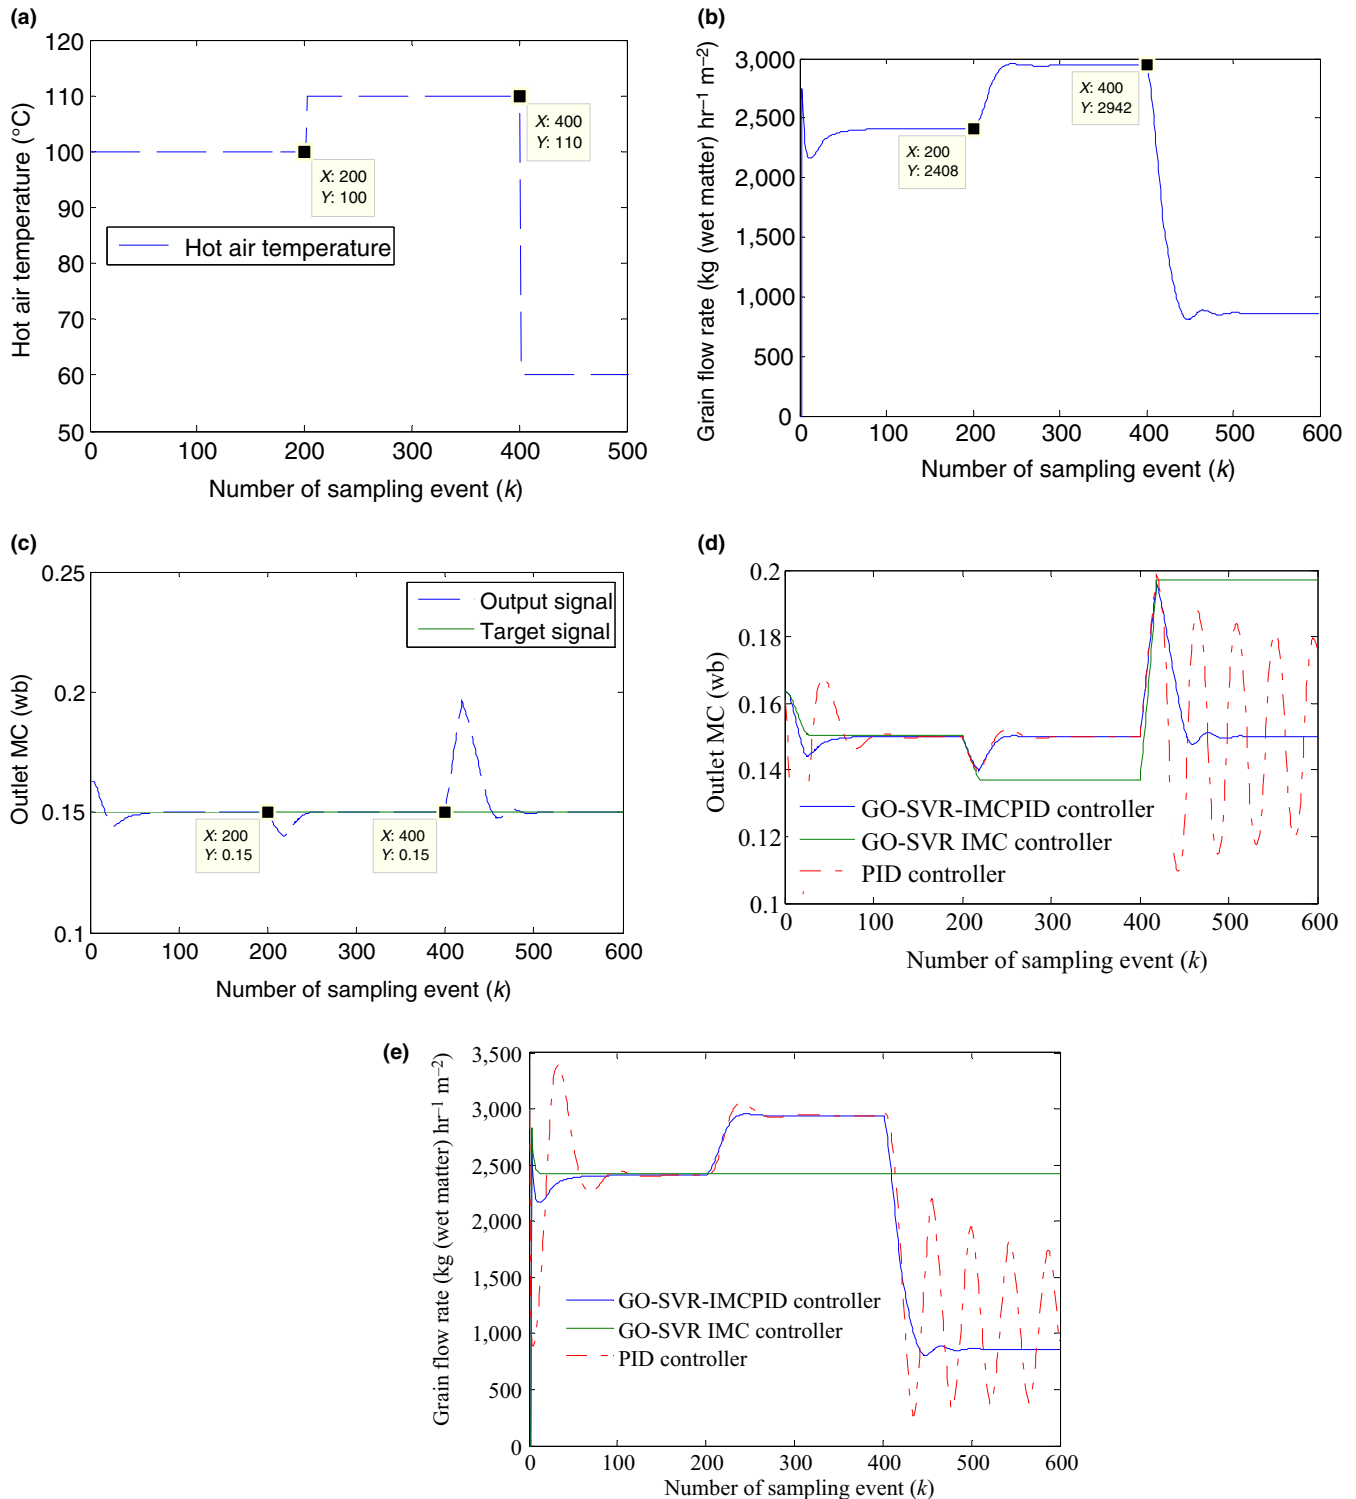 (a)
120
110
100
90
80
70
60
50
0
100
200
300
400
500
Hot air temperature (°C)
Number of sampling event (k)
X: 200
Y: 100
X: 400
Y: 110
Hot air temperature
(b)
3,000
2,500
2,000
1,500
1,000
500
0
0
100
200
300
400
500
600
Grain flow rate (kg (wet matter) hr⁻¹ m⁻²)
Number of sampling event (k)
X: 400
Y: 2942
X: 200
Y: 2408
(c)
0.25
0.2
0.15
0.1
0
100
200
300
400
500
600
Outlet MC (wb)
Number of sampling event (k)
Output signal
Target signal
X: 200
Y: 0.15
X: 400
Y: 0.15
(d)
0.2
0.18
0.16
0.14
0.12
0.1
0
100
200
300
400
500
600
Outlet MC (wb)
Number of sampling event (k)
GO-SVR-IMCPID controller
GO-SVR IMC controller
PID controller
(e)
3,500
3,000
2,500
2,000
1,500
1,000
500
0
0
100
200
300
400
500
600
Grain flow rate (kg (wet matter) hr⁻¹ m⁻²)
Number of sampling event (k)
GO-SVR-IMCPID controller
GO-SVR IMC controller
PID controller